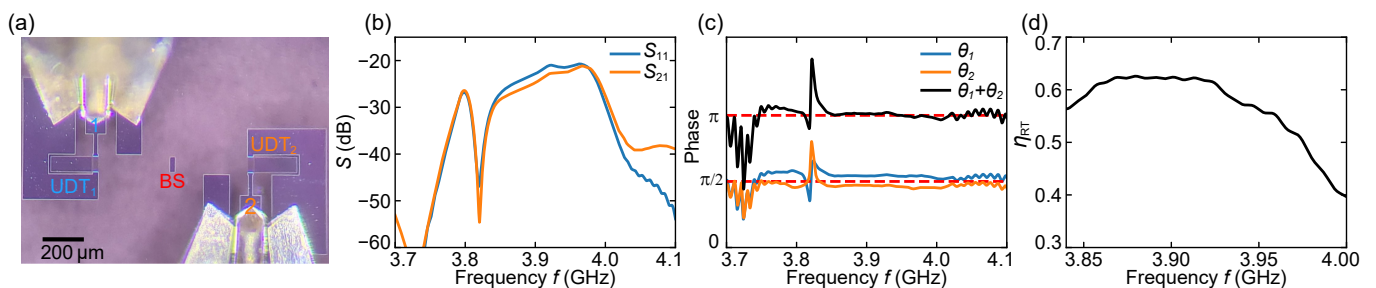 (a)
1
UDT₁
UDT₂
BS
2
200 µm
(b)
S₁₁
S₂₁
S (dB)
−20
−30
−40
−50
−60
3.7 3.8 3.9 4.0 4.1
Frequency f (GHz)
(c)
θ₁
θ₂
θ₁+θ₂
Phase
π
π/2
0
3.7 3.8 3.9 4.0 4.1
Frequency f (GHz)
(d)
η_RT
0.7
0.6
0.5
0.4
0.3
3.85 3.90 3.95 4.00
Frequency f (GHz)